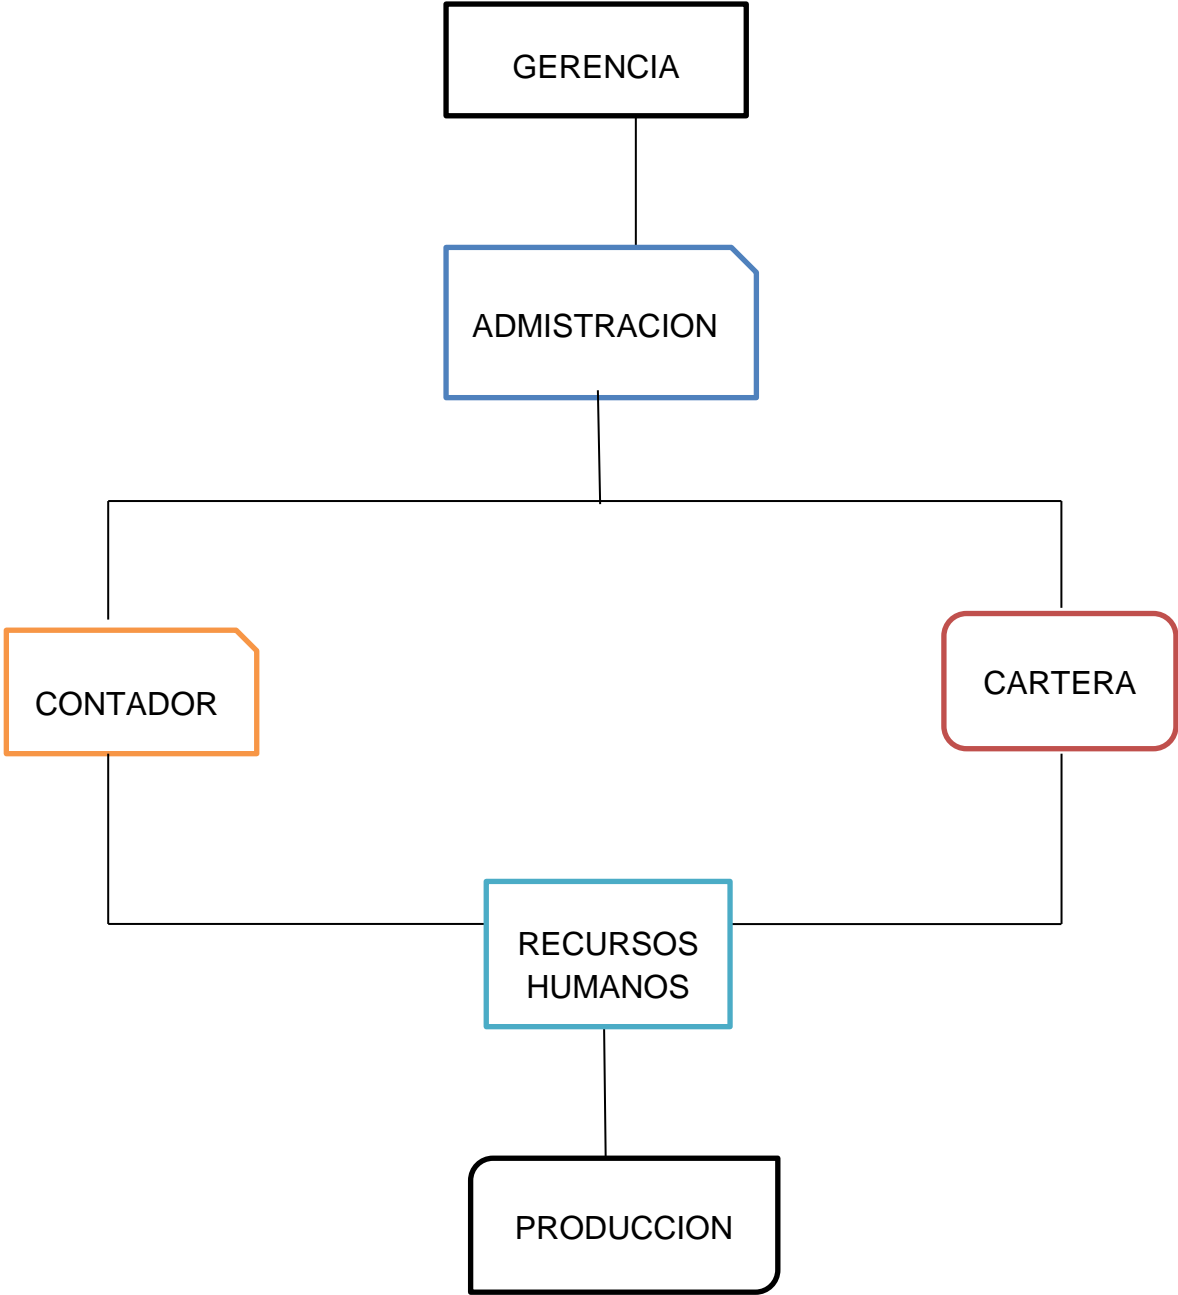 GERENCIA
ADMISTRACION
CONTADOR
CARTERA
RECURSOS
HUMANOS
PRODUCCION